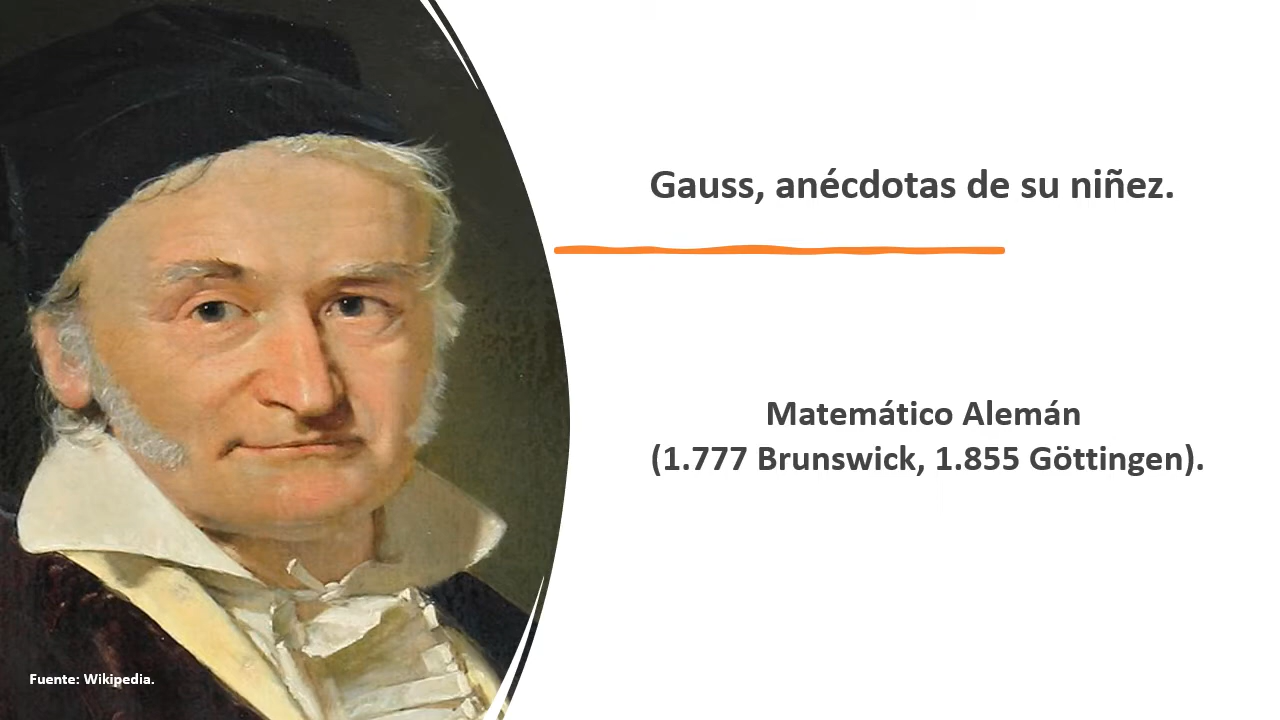 Gauss, anécdotas de su niñez.
Matemático Alemán
(1.777 Brunswick, 1.855 Göttingen).
Fuente: Wikipedia.